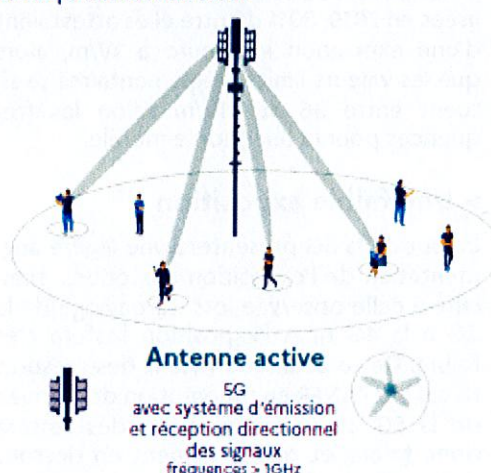 Antenne active
5G
avec système d'émission
et réception directionnel
des signaux
fréquences > 1GHz